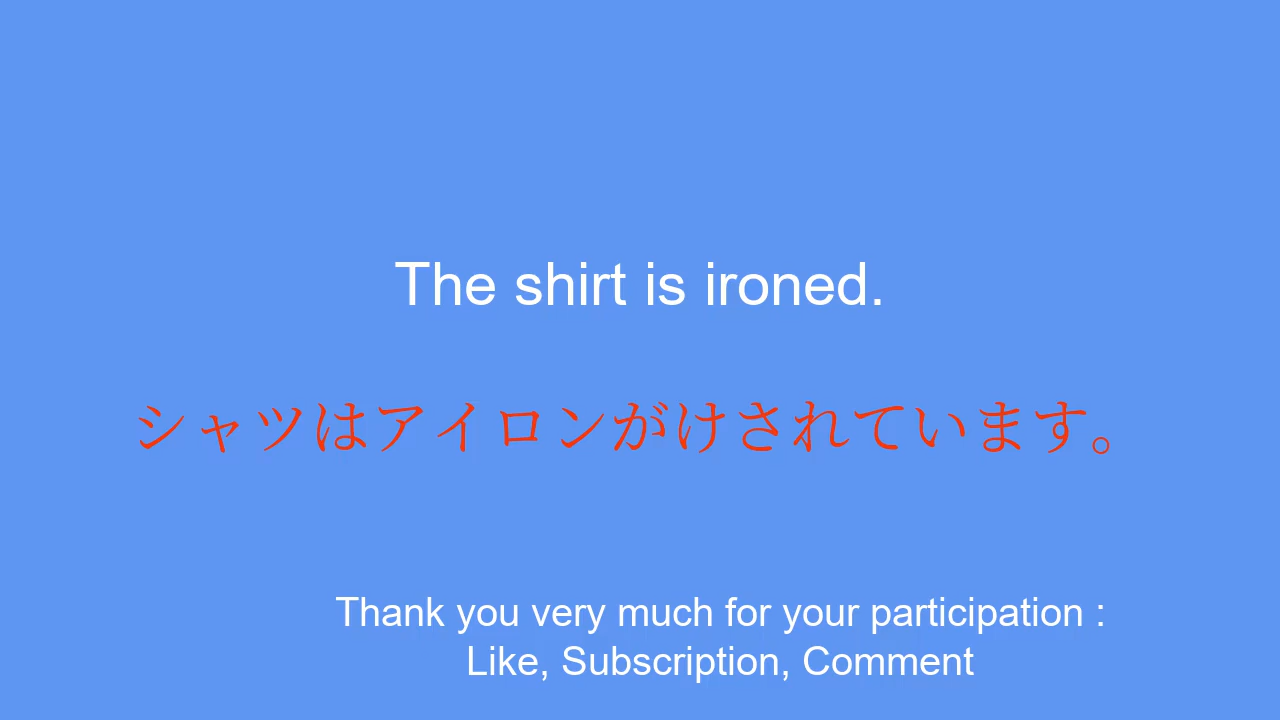 The shirt is ironed.
シャツはアイロンがけされています。
Thank you very much for your participation :
Like, Subscription, Comment